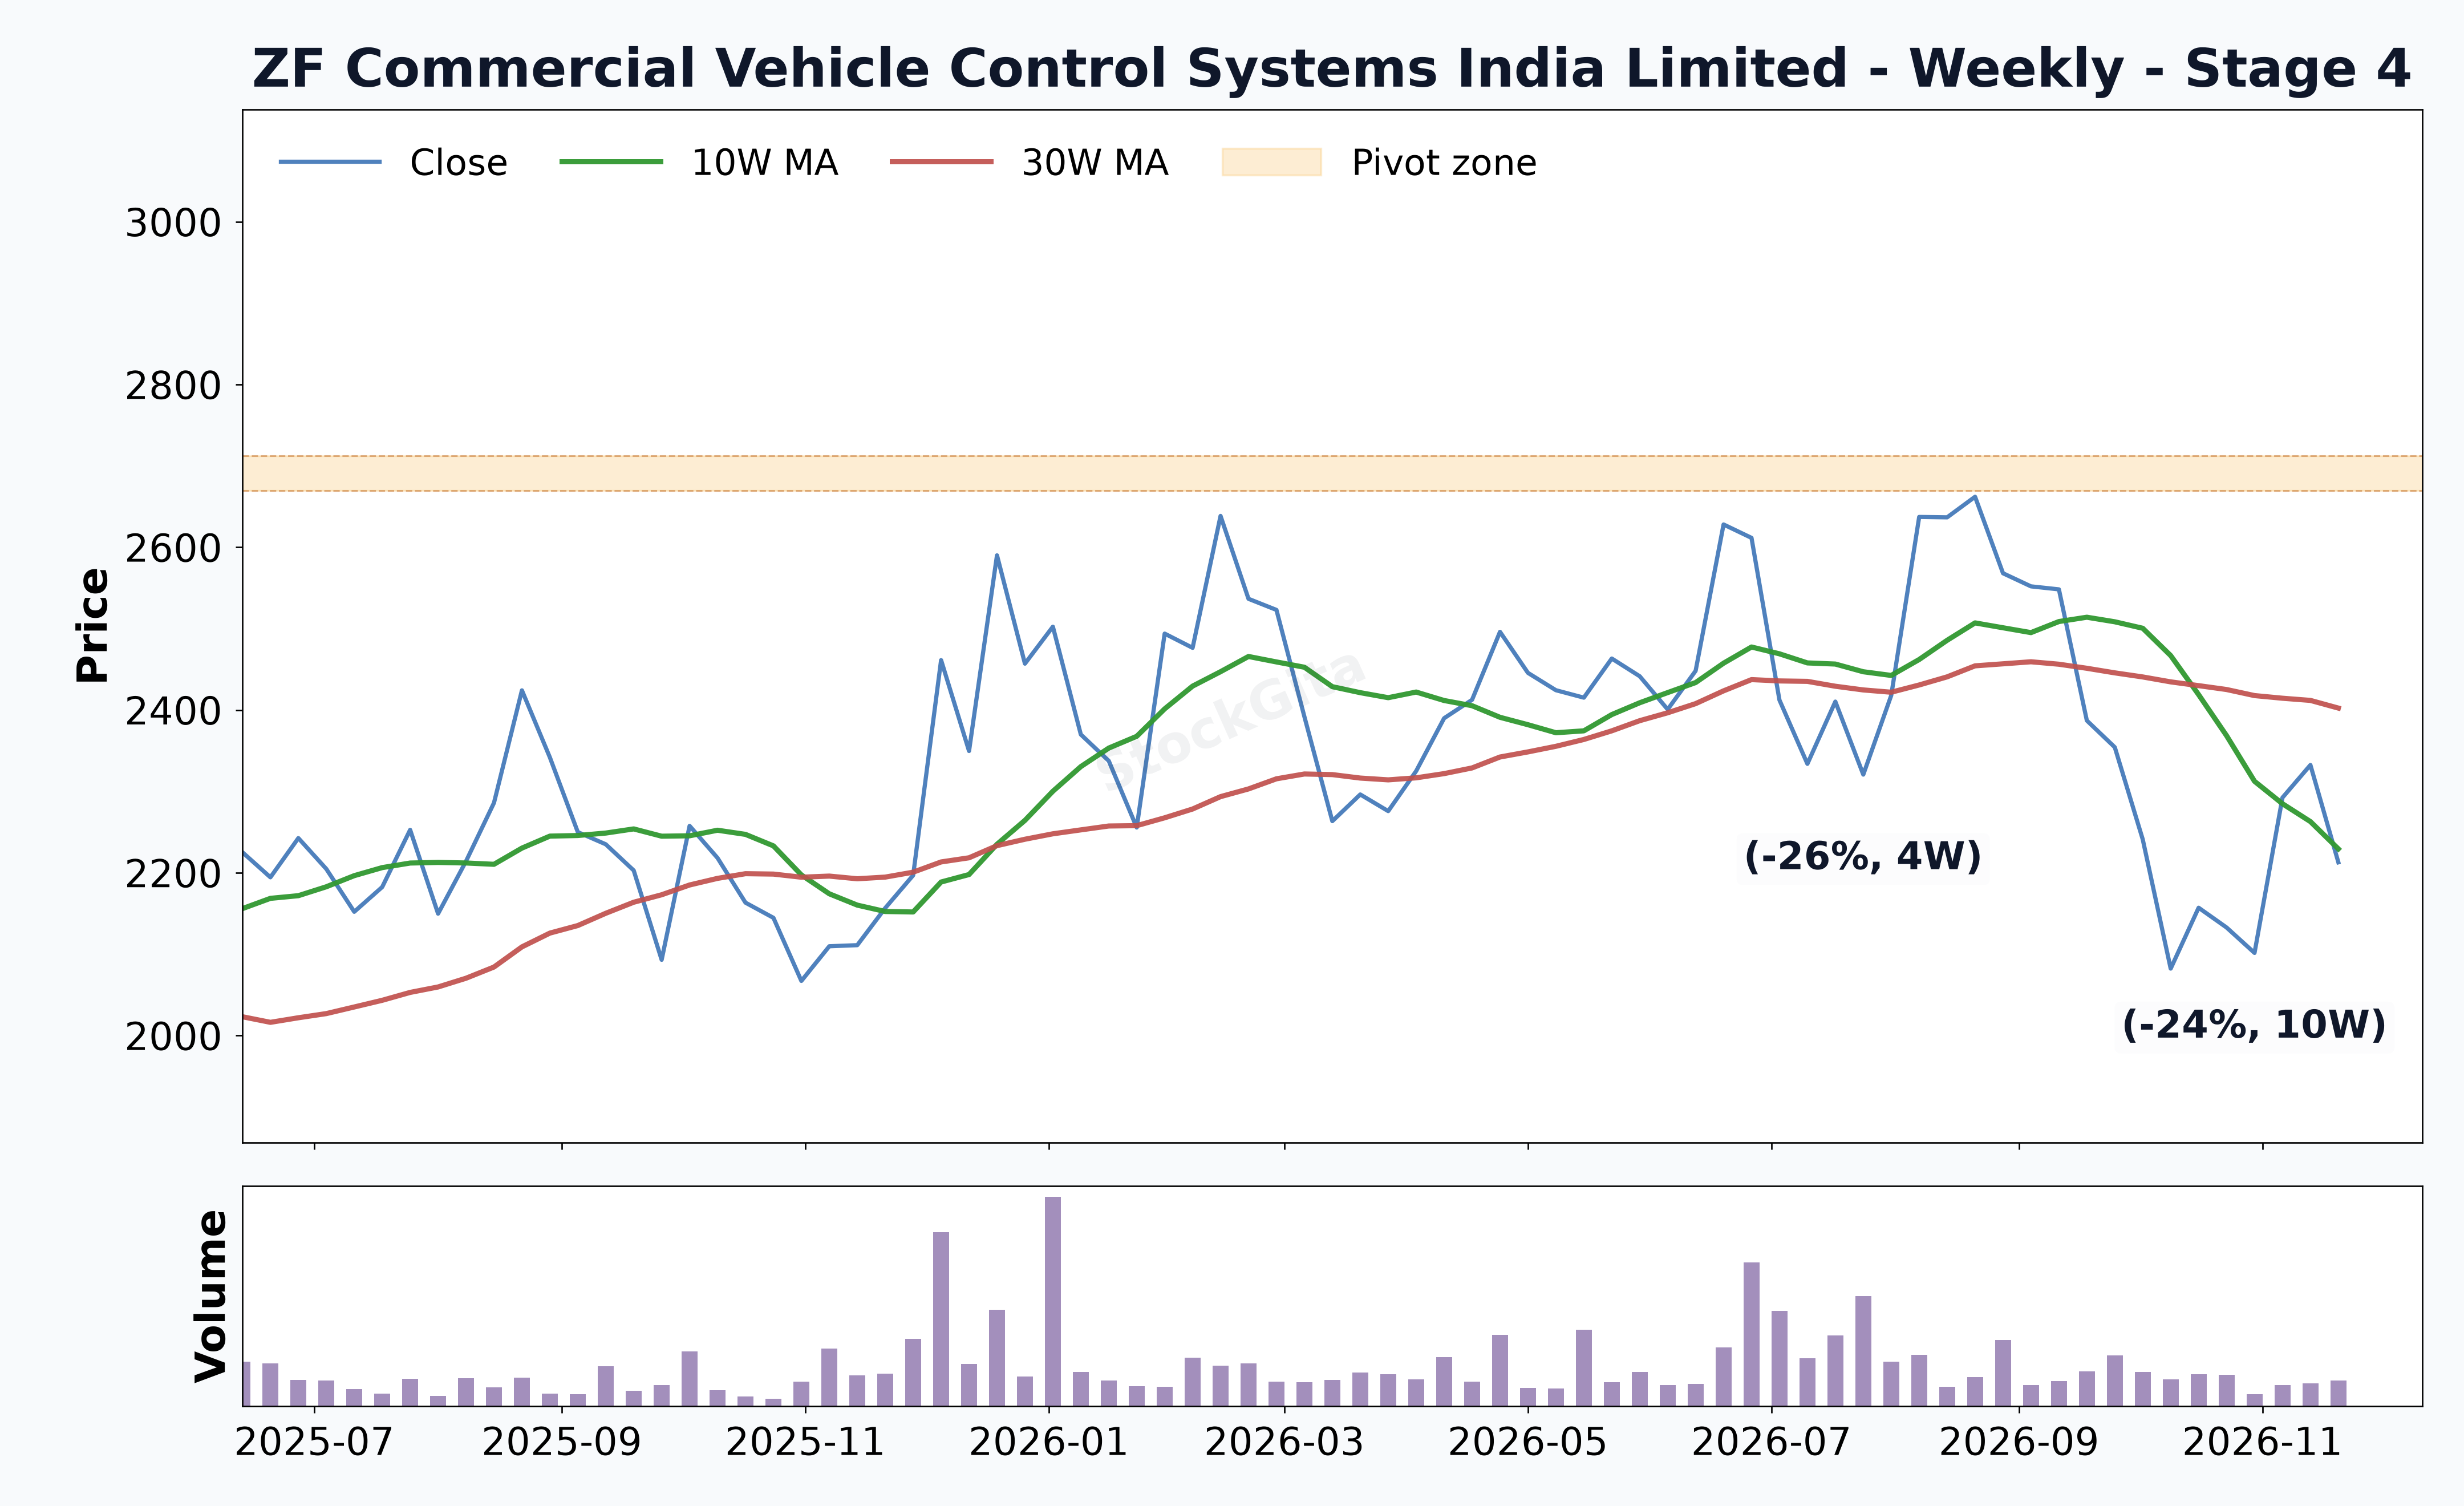 ZF Commercial Vehicle Control Systems India Limited - Weekly - Stage 4
Close 10W MA 30W MA Pivot zone
3000
2800
2600
2400
2200
2000
Price
StockGita
(-26%, 4W)
(-24%, 10W)
Volume
2025-07 2025-09 2025-11 2026-01 2026-03 2026-05 2026-07 2026-09 2026-11